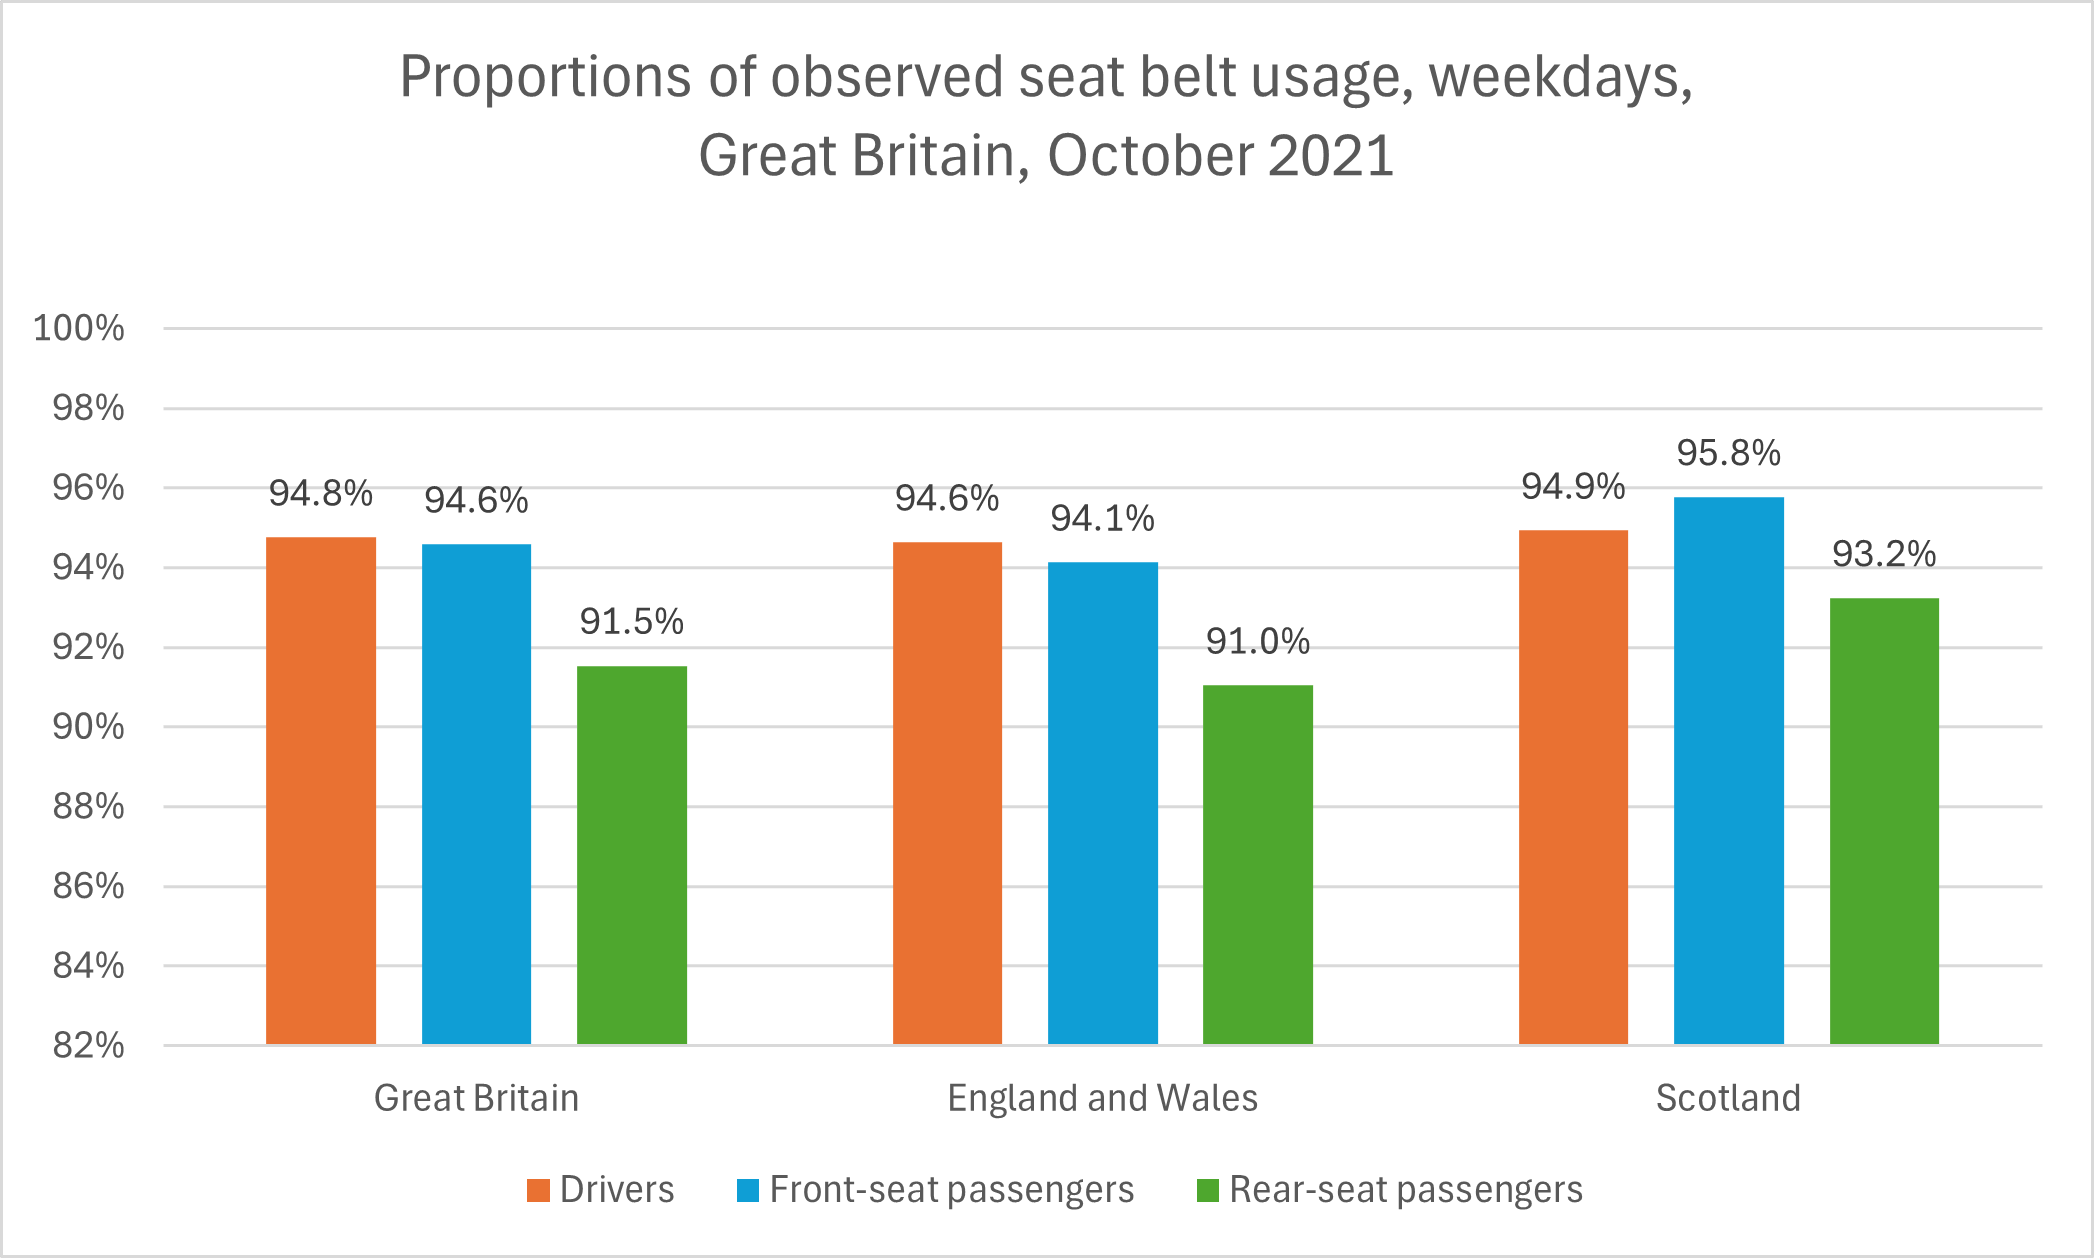 Proportions of observed seat belt usage, weekdays,
Great Britain, October 2021
100%
98%
96%
94%
92%
90%
88%
86%
84%
82%
94.8%
94.6%
91.5%
94.6%
94.1%
91.0%
94.9%
95.8%
93.2%
Great Britain
England and Wales
Scotland
Drivers
Front-seat passengers
Rear-seat passengers